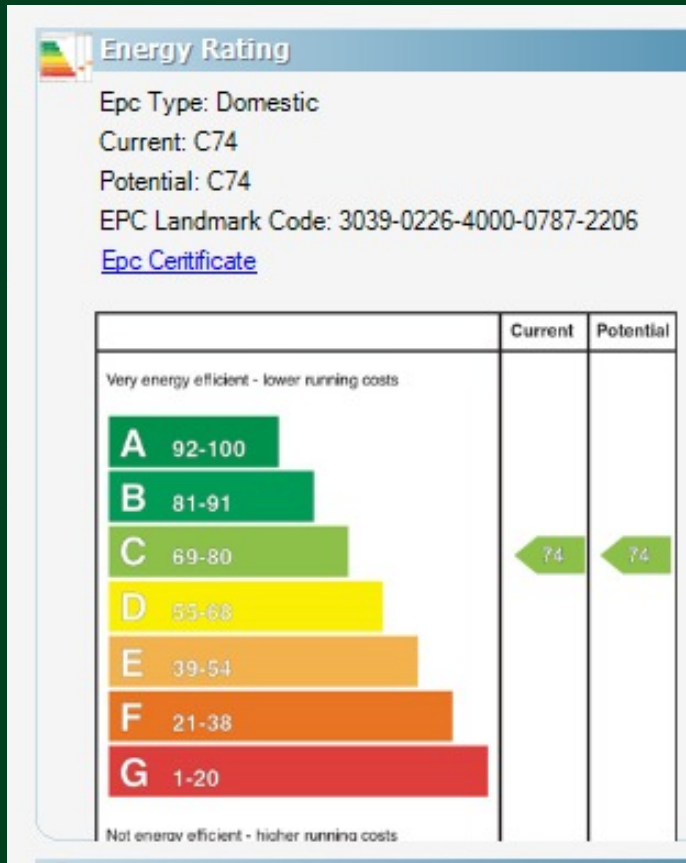 Energy Rating
Epc Type: Domestic
Current: C74
Potential: C74
EPC Landmark Code: 3039-0226-4000-0787-2206
Epc Ceritificate
Current Potential
Very energy efficient - lower running costs
A 92-100
B 81-91
C 69-80 74 74
D 55-68
E 39-54
F 21-38
G 1-20
Not energy efficient - higher running costs